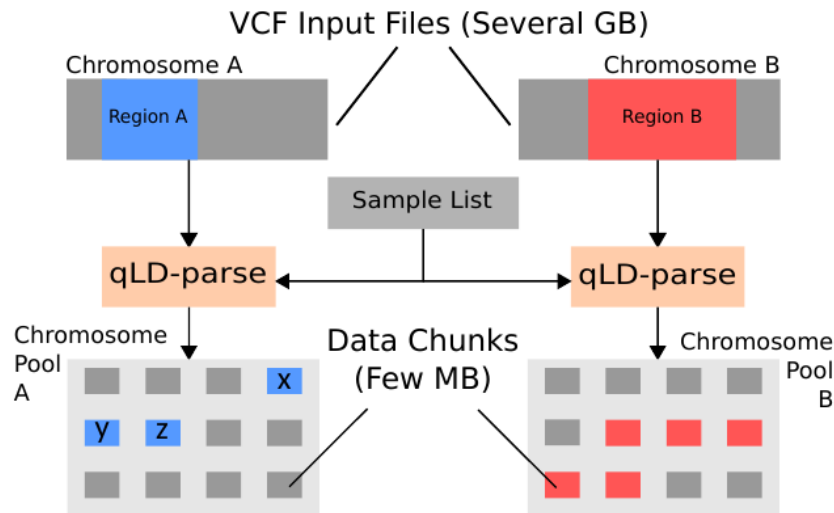 VCF Input Files (Several GB)
Chromosome A
Chromosome B
Region A
Region B
Sample List
qLD-parse
qLD-parse
Chromosome
Pool
A
Data Chunks
(Few MB)
Chromosome
Pool
B
x
y
z